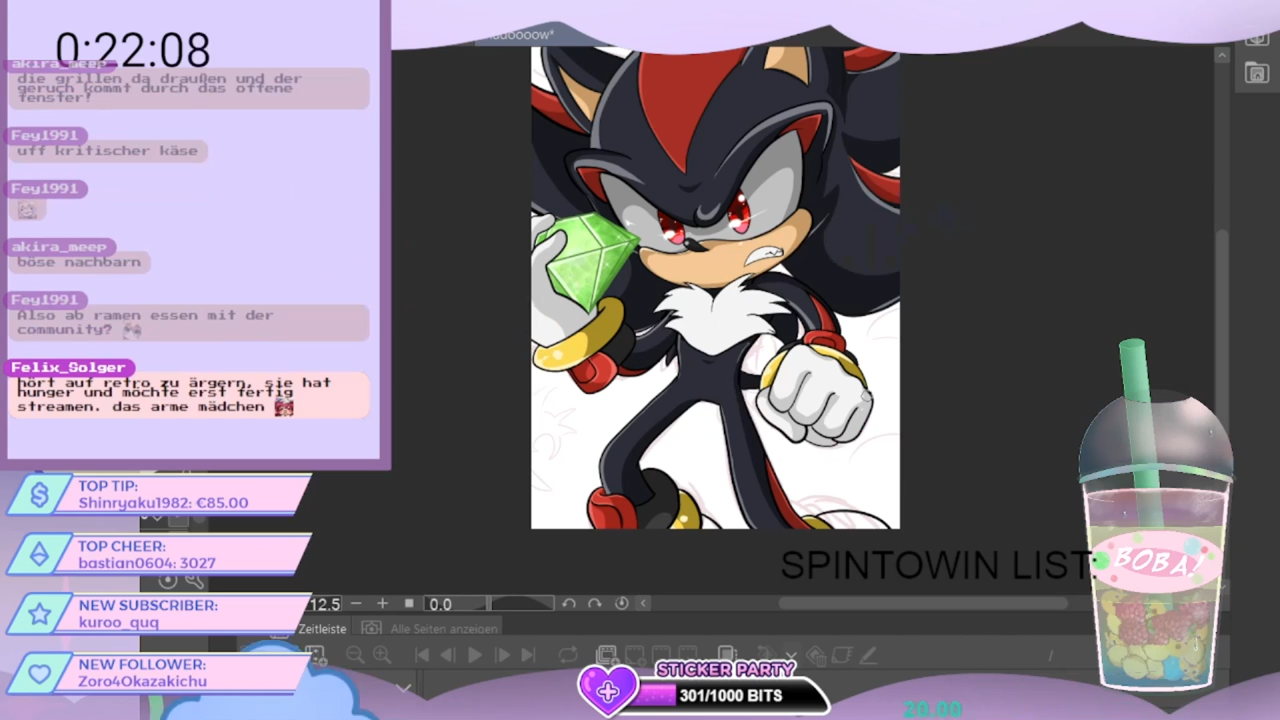 0:22:08
akira_meep
die grillen da draußen und der
geruch kommt durch das offene
fenster!
Fey1991
uff kritischer käse
Fey1991
akira_meep
böse nachbarn
Fey1991
Also ab ramen essen mit der
community?
Felix_Solger
hört auf retro zu ärgern, sie hat
hunger und möchte erst fertig
streamen. das arme mädchen
TOP TIP:
Shinryaku1982: €85.00
TOP CHEER:
bastian0604: 3027
NEW SUBSCRIBER:
kuroo_quq
NEW FOLLOWER:
Zoro4Okazakichu
SPINTOWIN LIST:
BOBA!
12.5
0.0
Zeitleiste
Alle Seiten anzeigen
STICKER PARTY
301/1000 BITS
20.00